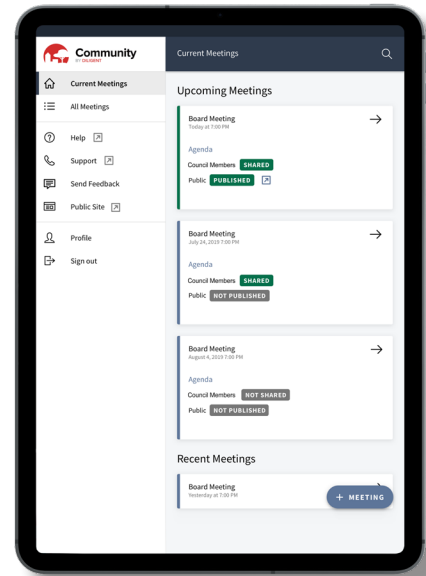 Community
BY DILIGENT
Current Meetings
All Meetings
Help
Support
Send Feedback
Public Site
Profile
Sign out
Current Meetings
Upcoming Meetings
Board Meeting
Today at 7:00 PM
Agenda
Council Members SHARED
Public PUBLISHED
Board Meeting
July 24, 2019 7:00 PM
Agenda
Council Members SHARED
Public NOT PUBLISHED
Board Meeting
August 4, 2019 7:00 PM
Agenda
Council Members NOT SHARED
Public NOT PUBLISHED
Recent Meetings
Board Meeting
Yesterday at 7:00 PM
+ MEETING